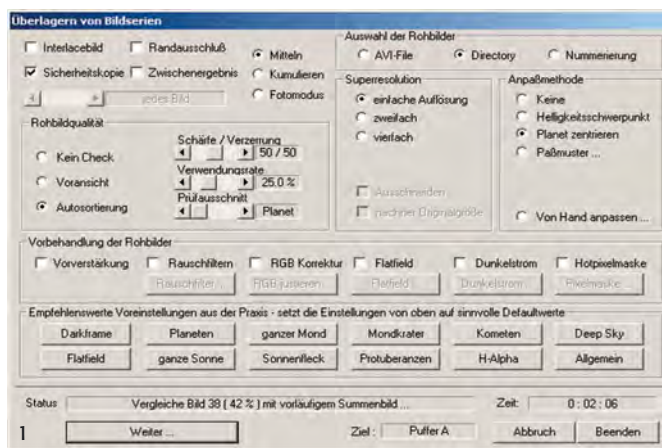 Überlagern von Bildserien
Interlacebild Randausschluß
Sicherheitskopie Zwischenergebnis
jedes Bild
Mitteln
Kumulieren
Fotomodus
Auswahl der Rohbilder
AVI-File Directory Nummerierung
Rohbildqualität
Kein Check
Voransicht
Autosortierung
Schärfe / Verzerrung
50 / 50
Verwendungsrate
25.0 %
Prüfausschnitt
Planet
Superresolution
einfache Auflösung
zweifach
vierfach
Ausschneiden
nachher Originalgröße
Anpaßmethode
Keine
Helligkeitsschwerpunkt
Planet zentrieren
Paßmuster ...
Von Hand anpassen ...
Vorbehandlung der Rohbilder
Vorverstärkung Rauschfiltern RGB Korrektur Flatfield Dunkelstrom Hotpixelmaske
Rauschfilter ... RGB justieren ... Flatfield ... Dunkelstrom ... Pixelmaske ...
Empfehlenswerte Voreinstellungen aus der Praxis - setzt die Einstellungen von oben auf sinnvolle Defaultwerte
Darkframe Planeten ganzer Mond Mondkrater Kometen Deep Sky
Flatfield ganze Sonne Sonnenfleck Protuberanzen H-Alpha Allgemein
Status Vergleiche Bild 38 ( 42 % ) mit vorläufigem Summenbild ... Zeit: 0 : 02 : 06
1 Weiter ... Ziel : Puffer A Abbruch Beenden